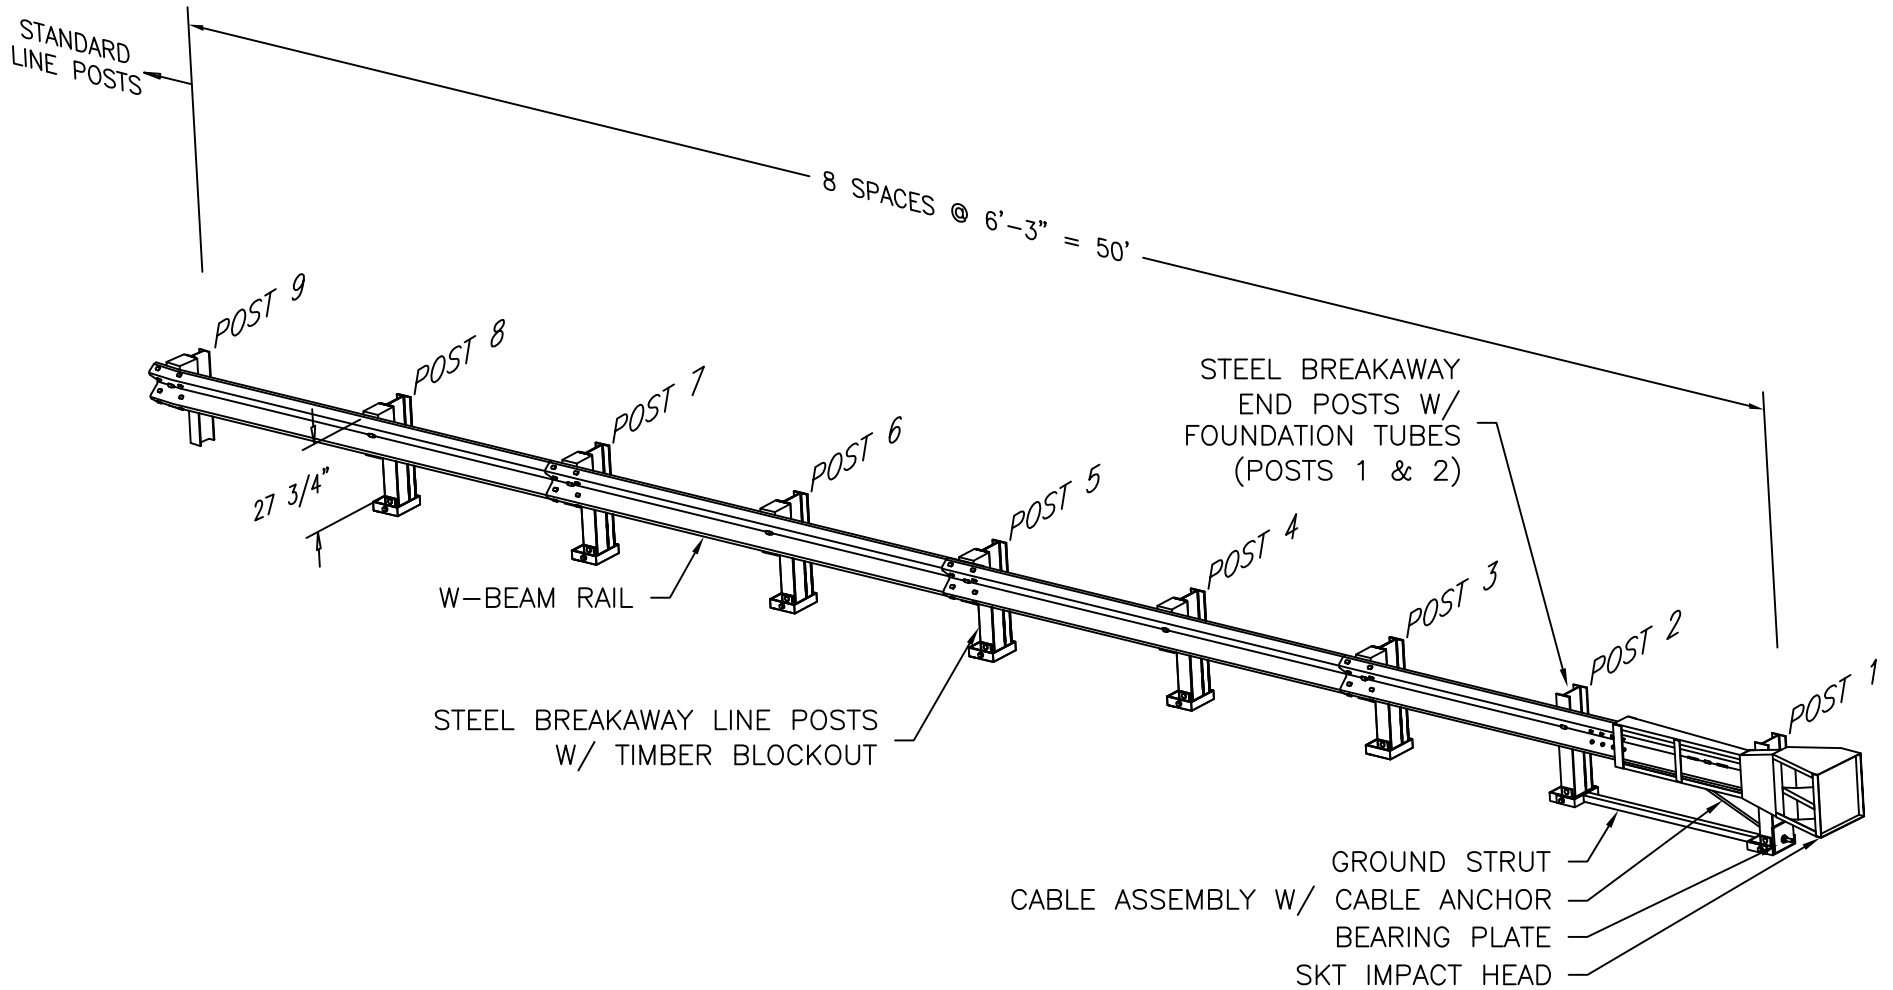 STANDARD
LINE POSTS
8 SPACES @ 6'-3" = 50'
POST 9
POST 8
POST 7
POST 6
POST 5
POST 4
POST 3
POST 2
POST 1
STEEL BREAKAWAY
END POSTS W/
FOUNDATION TUBES
(POSTS 1 & 2)
27 3/4"
W-BEAM RAIL
STEEL BREAKAWAY LINE POSTS
W/ TIMBER BLOCKOUT
GROUND STRUT
CABLE ASSEMBLY W/ CABLE ANCHOR
BEARING PLATE
SKT IMPACT HEAD